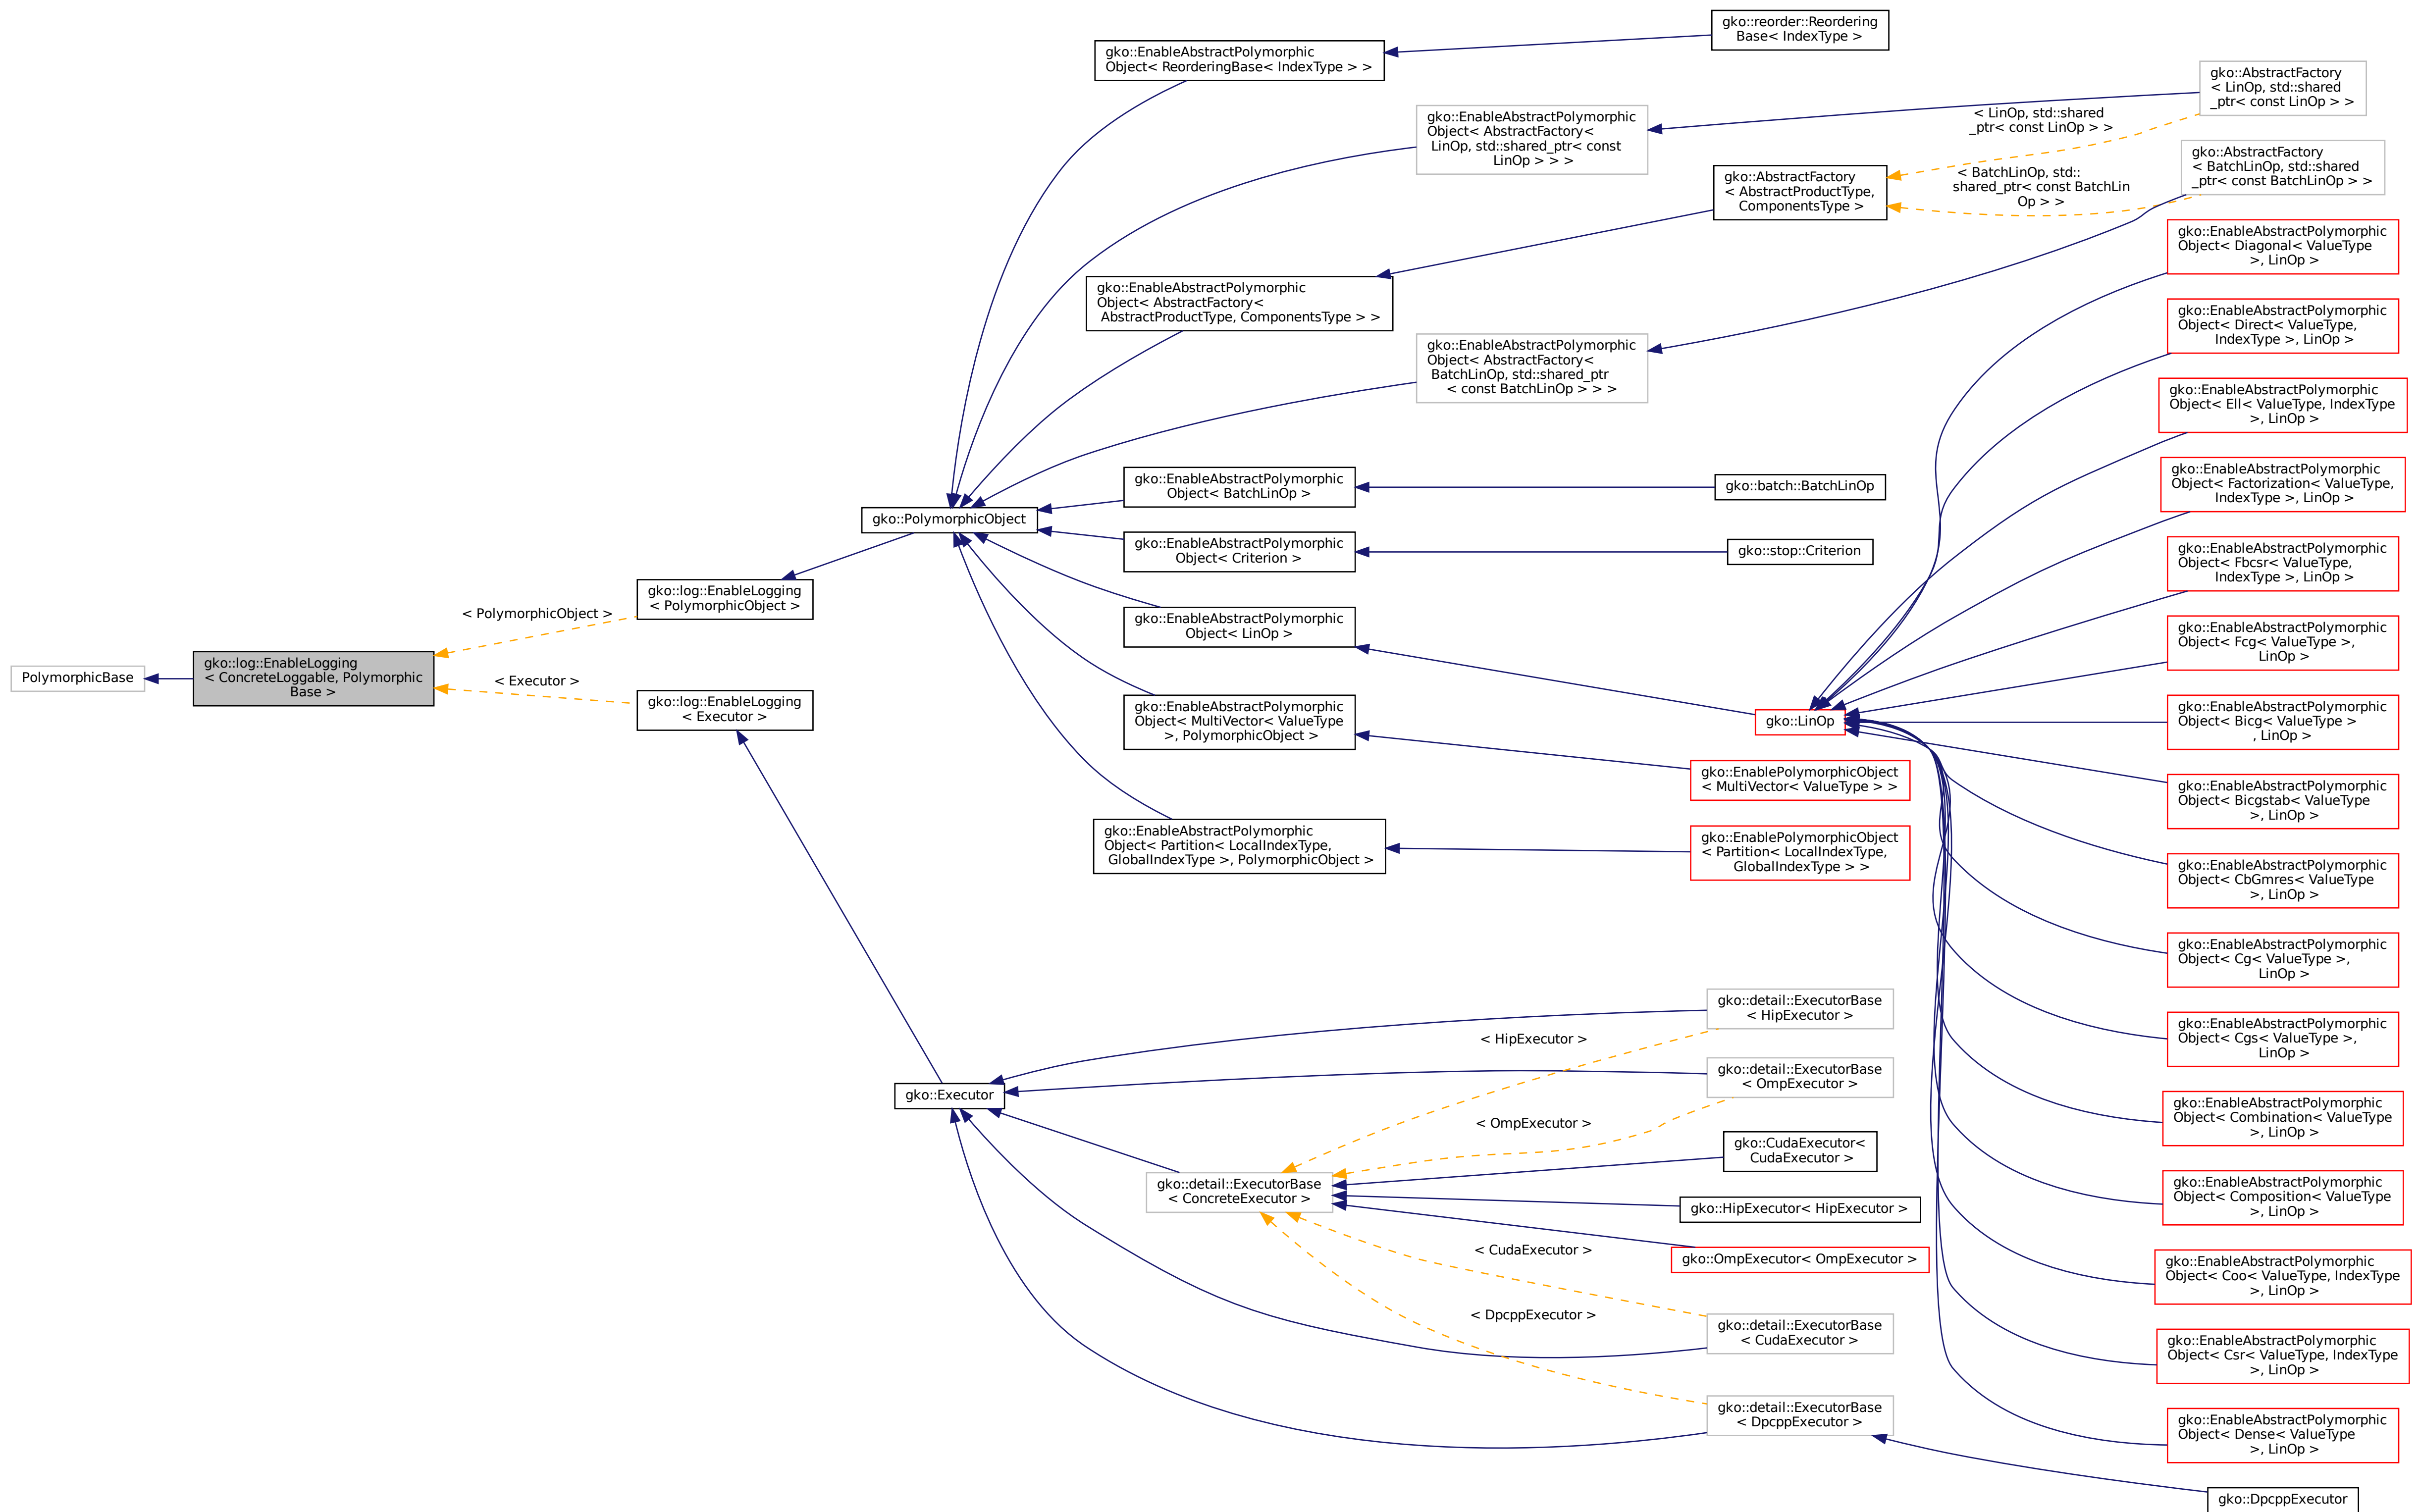 PolymorphicBase
gko::log::EnableLogging
< ConcreteLoggable, Polymorphic
Base >
< PolymorphicObject >
< Executor >
gko::log::EnableLogging
< PolymorphicObject >
gko::log::EnableLogging
< Executor >
gko::PolymorphicObject
gko::Executor
gko::EnableAbstractPolymorphic
Object< ReorderingBase< IndexType > >
gko::reorder::Reordering
Base< IndexType >
gko::EnableAbstractPolymorphic
Object< AbstractFactory<
LinOp, std::shared_ptr< const
LinOp > > >
gko::EnableAbstractPolymorphic
Object< AbstractFactory<
AbstractProductType, ComponentsType > >
gko::EnableAbstractPolymorphic
Object< AbstractFactory<
BatchLinOp, std::shared_ptr
< const BatchLinOp > > >
gko::EnableAbstractPolymorphic
Object< BatchLinOp >
gko::EnableAbstractPolymorphic
Object< Criterion >
gko::EnableAbstractPolymorphic
Object< LinOp >
gko::EnableAbstractPolymorphic
Object< MultiVector< ValueType
>, PolymorphicObject >
gko::EnableAbstractPolymorphic
Object< Partition< LocalIndexType,
GlobalIndexType >, PolymorphicObject >
gko::AbstractFactory
< AbstractProductType,
ComponentsType >
gko::batch::BatchLinOp
gko::stop::Criterion
gko::LinOp
gko::EnablePolymorphicObject
< MultiVector< ValueType > >
gko::EnablePolymorphicObject
< Partition< LocalIndexType,
GlobalIndexType > >
< LinOp, std::shared
_ptr< const LinOp > >
< BatchLinOp, std::
shared_ptr< const BatchLin
Op > >
gko::AbstractFactory
< LinOp, std::shared
_ptr< const LinOp > >
gko::AbstractFactory
< BatchLinOp, std::shared
_ptr< const BatchLinOp > >
gko::EnableAbstractPolymorphic
Object< Diagonal< ValueType
>, LinOp >
gko::EnableAbstractPolymorphic
Object< Direct< ValueType,
IndexType >, LinOp >
gko::EnableAbstractPolymorphic
Object< Ell< ValueType, IndexType
>, LinOp >
gko::EnableAbstractPolymorphic
Object< Factorization< ValueType,
IndexType >, LinOp >
gko::EnableAbstractPolymorphic
Object< Fbcsr< ValueType,
IndexType >, LinOp >
gko::EnableAbstractPolymorphic
Object< Fcg< ValueType >,
LinOp >
gko::EnableAbstractPolymorphic
Object< Bicg< ValueType >
, LinOp >
gko::EnableAbstractPolymorphic
Object< Bicgstab< ValueType
>, LinOp >
gko::EnableAbstractPolymorphic
Object< CbGmres< ValueType
>, LinOp >
gko::EnableAbstractPolymorphic
Object< Cg< ValueType >,
LinOp >
gko::EnableAbstractPolymorphic
Object< Cgs< ValueType >,
LinOp >
gko::EnableAbstractPolymorphic
Object< Combination< ValueType
>, LinOp >
gko::EnableAbstractPolymorphic
Object< Composition< ValueType
>, LinOp >
gko::EnableAbstractPolymorphic
Object< Coo< ValueType, IndexType
>, LinOp >
gko::EnableAbstractPolymorphic
Object< Csr< ValueType, IndexType
>, LinOp >
gko::EnableAbstractPolymorphic
Object< Dense< ValueType
>, LinOp >
gko::detail::ExecutorBase
< ConcreteExecutor >
< HipExecutor >
< OmpExecutor >
< CudaExecutor >
< DpcppExecutor >
gko::detail::ExecutorBase
< HipExecutor >
gko::detail::ExecutorBase
< OmpExecutor >
gko::CudaExecutor<
CudaExecutor >
gko::HipExecutor< HipExecutor >
gko::OmpExecutor< OmpExecutor >
gko::detail::ExecutorBase
< CudaExecutor >
gko::detail::ExecutorBase
< DpcppExecutor >
gko::DpcppExecutor